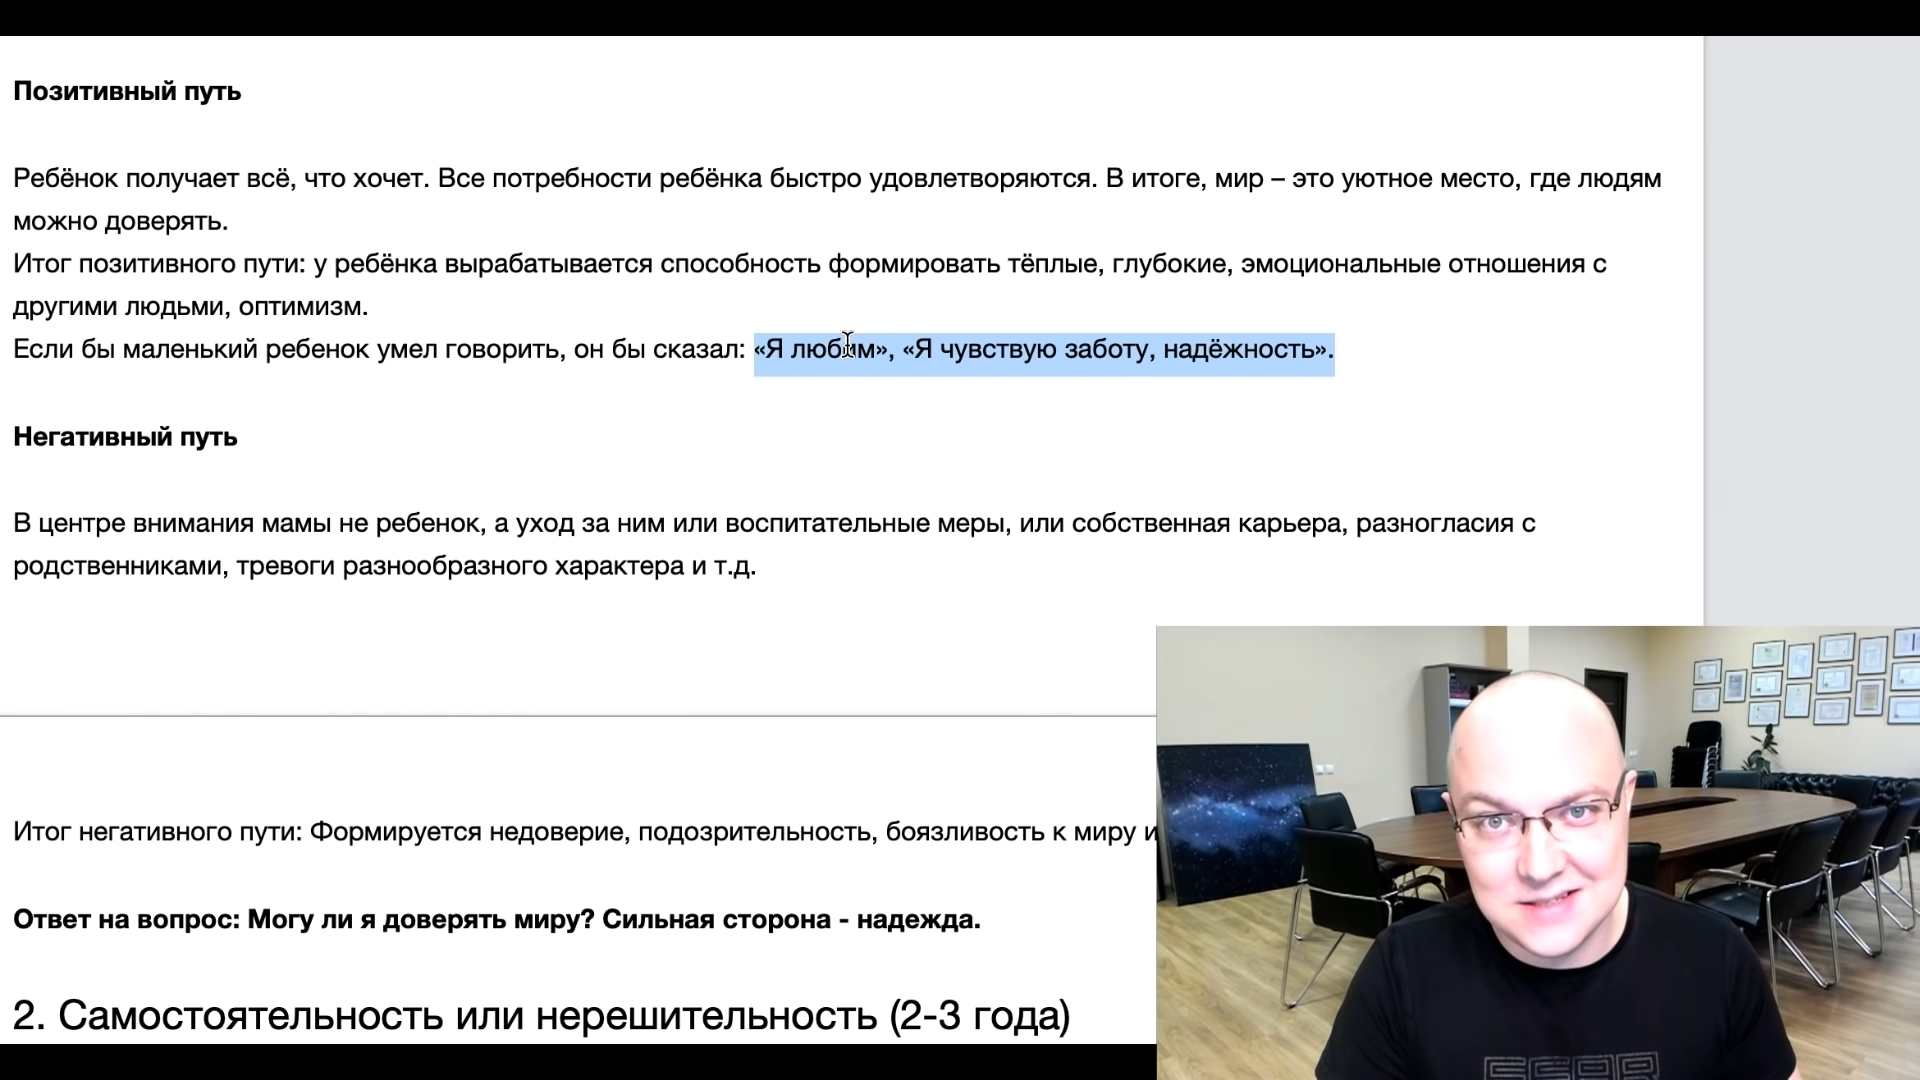 Позитивный путь
Ребёнок получает всё, что хочет. Все потребности ребёнка быстро удовлетворяются. В итоге, мир – это уютное место, где людям
можно доверять.
Итог позитивного пути: у ребёнка вырабатывается способность формировать тёплые, глубокие, эмоциональные отношения с
другими людьми, оптимизм.
Если бы маленький ребенок умел говорить, он бы сказал: «Я любим», «Я чувствую заботу, надёжность».
Негативный путь
В центре внимания мамы не ребенок, а уход за ним или воспитательные меры, или собственная карьера, разногласия с
родственниками, тревоги разнообразного характера и т.д.
Итог негативного пути: Формируется недоверие, подозрительность, боязливость к миру и
Ответ на вопрос: Могу ли я доверять миру? Сильная сторона - надежда.
2. Самостоятельность или нерешительность (2-3 года)